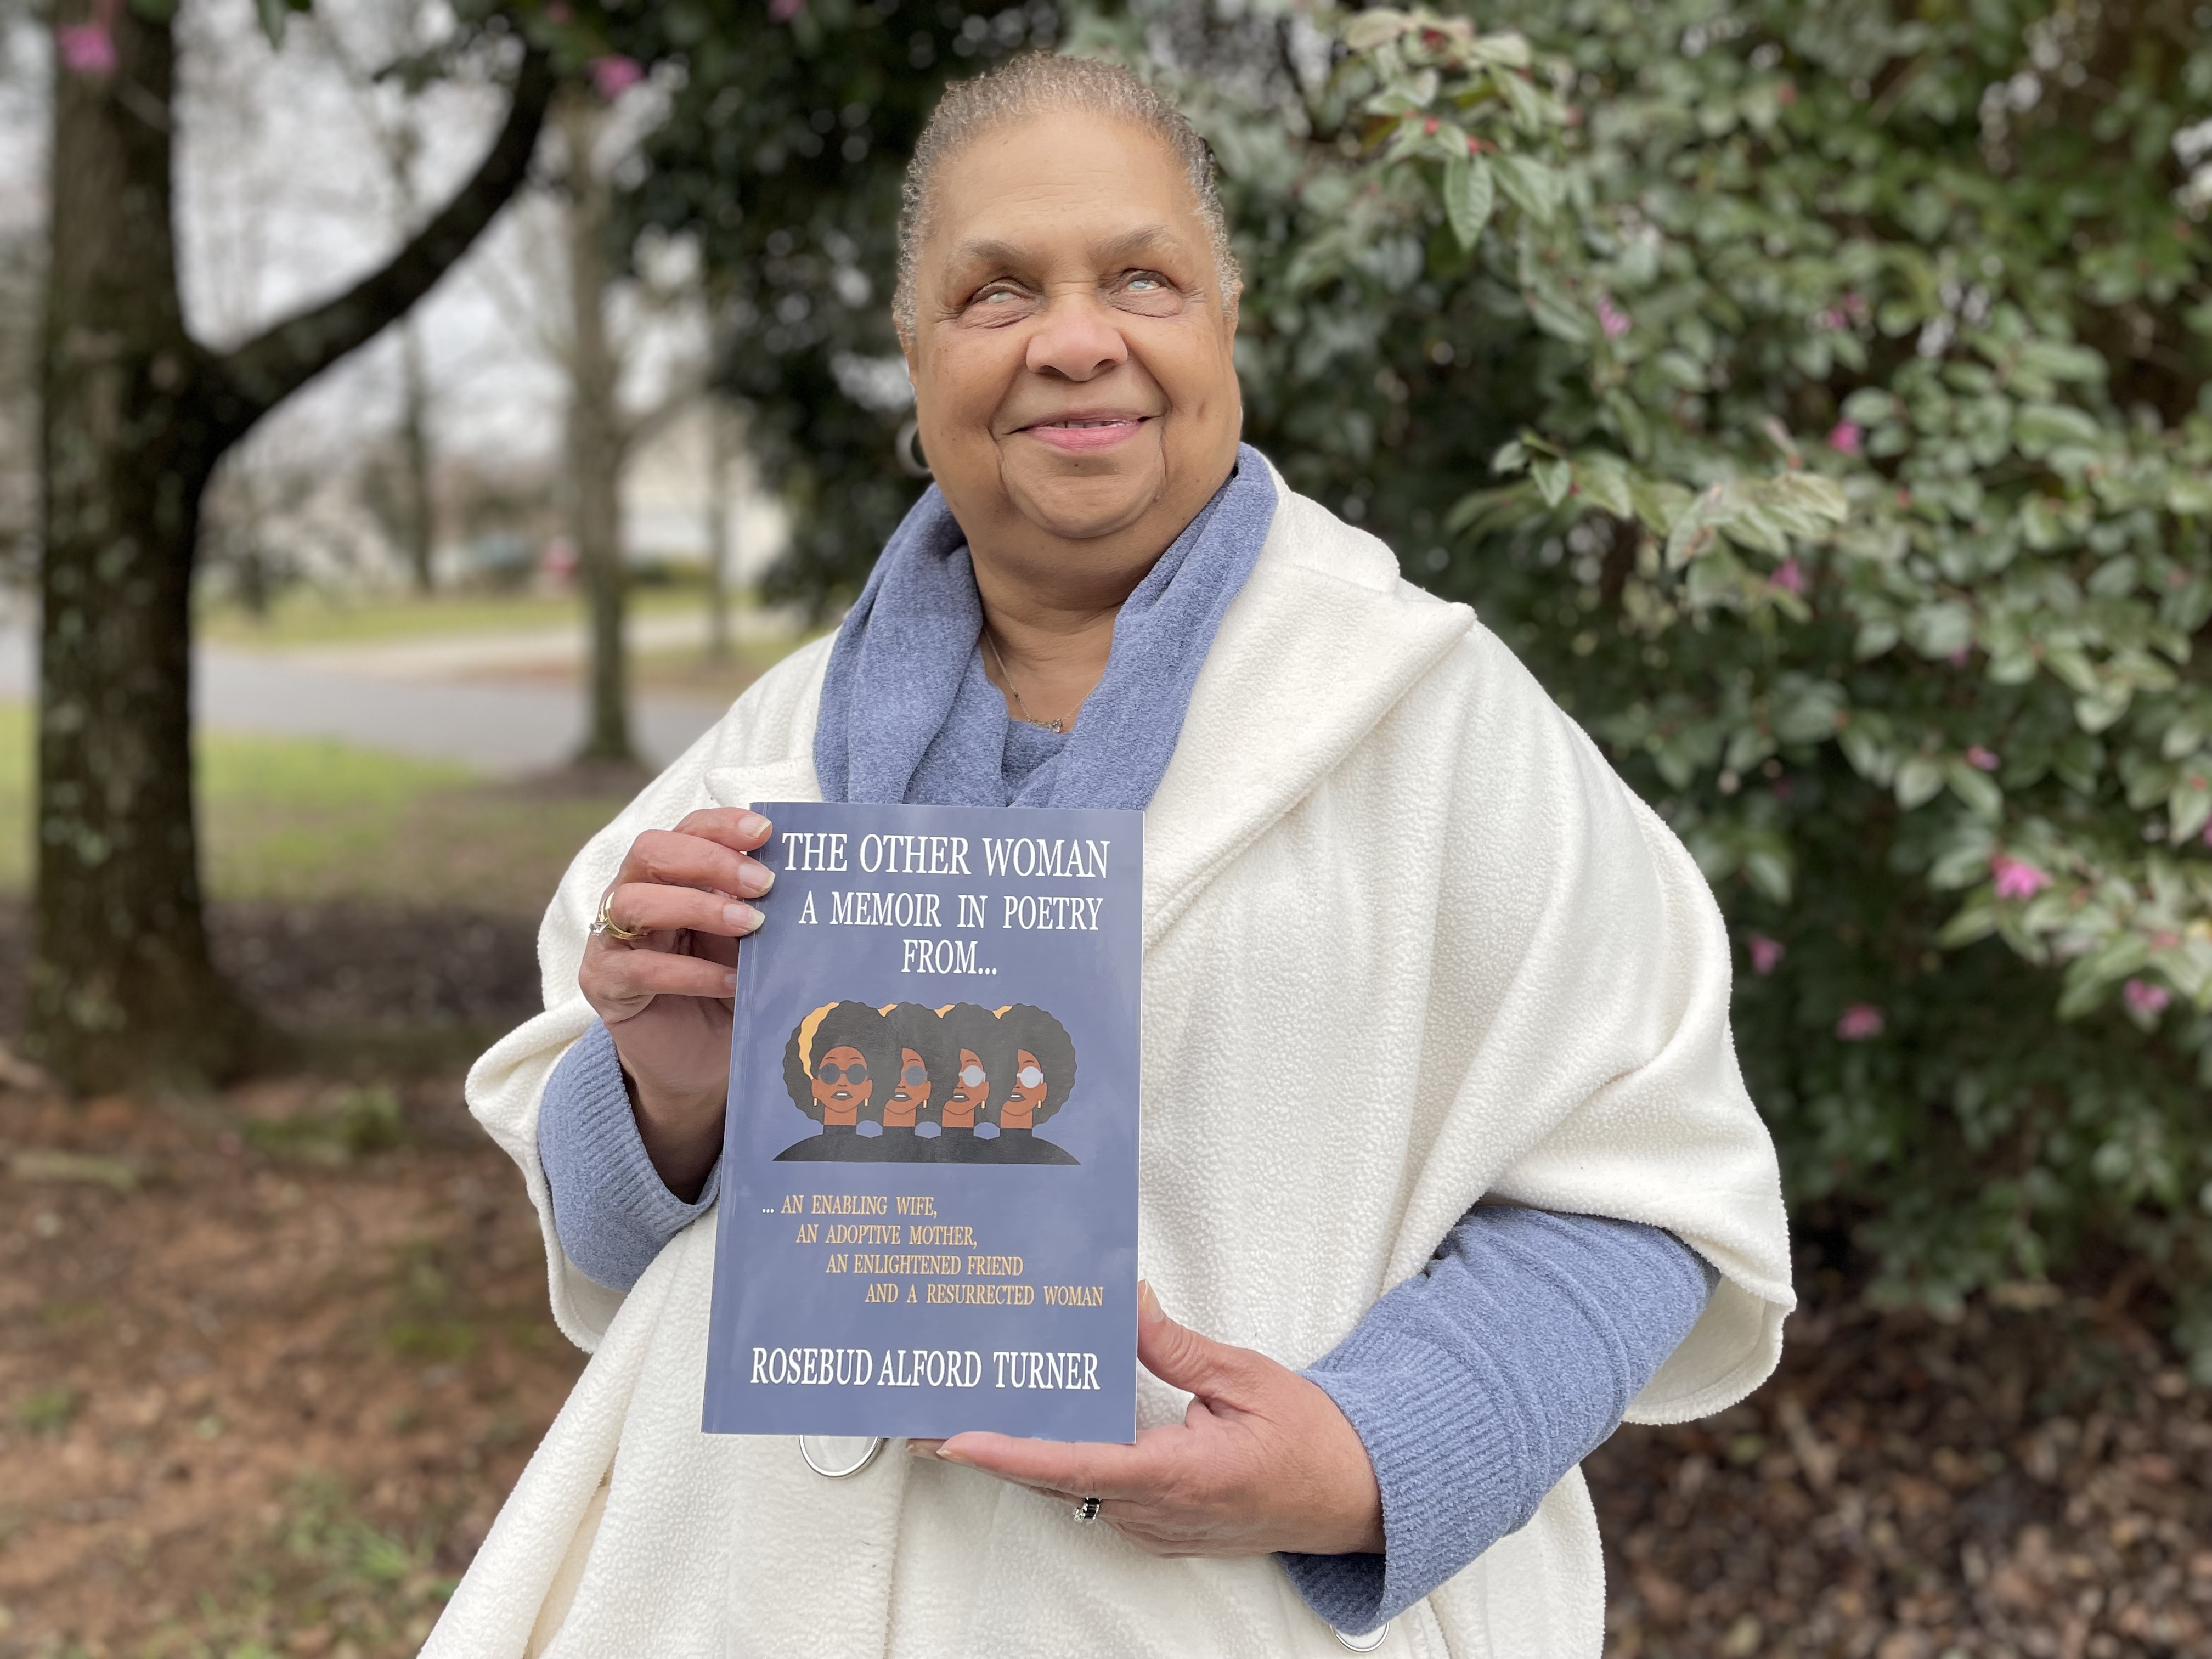 THE OTHER WOMAN
A MEMOIR IN POETRY
FROM...
... AN ENABLING WIFE,
AN ADOPTIVE MOTHER,
AN ENLIGHTENED FRIEND
AND A RESURRECTED WOMAN
ROSEBUD ALFORD TURNER